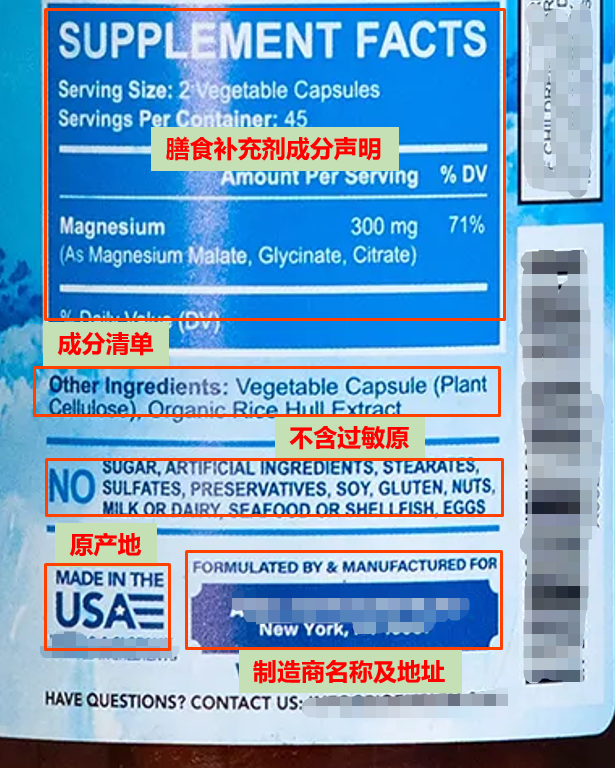 SUPPLEMENT FACTS
Serving Size: 2 Vegetable Capsules
Servings Per Container: 45
膳食补充剂成分声明
Amount Per Serving % DV
Magnesium 300 mg 71%
(As Magnesium Malate, Glycinate, Citrate)
% Daily Value (DV)
成分清单
Other Ingredients: Vegetable Capsule (Plant
Cellulose), Organic Rice Hull Extract
不含过敏原
NO SUGAR, ARTIFICIAL INGREDIENTS, STEARATES,
SULFATES, PRESERVATIVES, SOY, GLUTEN, NUTS,
MILK OR DAIRY, SEAFOOD OR SHELLFISH, EGGS
原产地
MADE IN THE
USA
FORMULATED BY & MANUFACTURED FOR
New York,
制造商名称及地址
HAVE QUESTIONS? CONTACT US:
CHILDRE